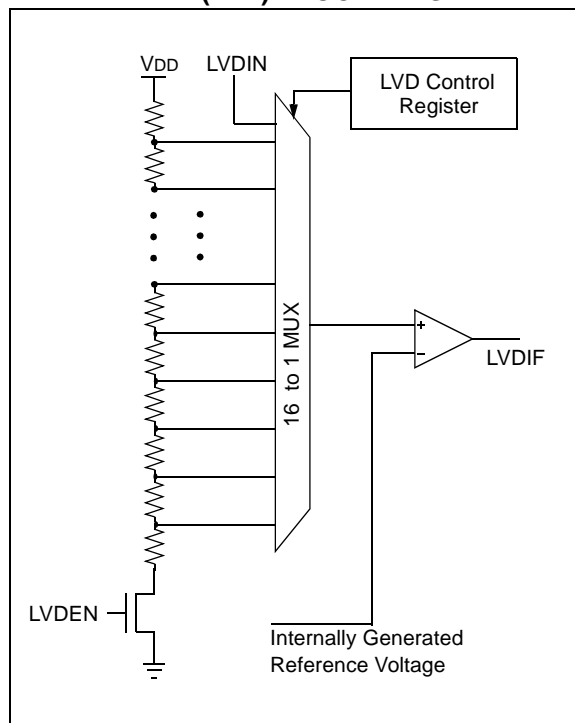 VDD
LVDIN
LVD Control
Register
16 to 1 MUX
+
−
LVDIF
LVDEN
Internally Generated
Reference Voltage